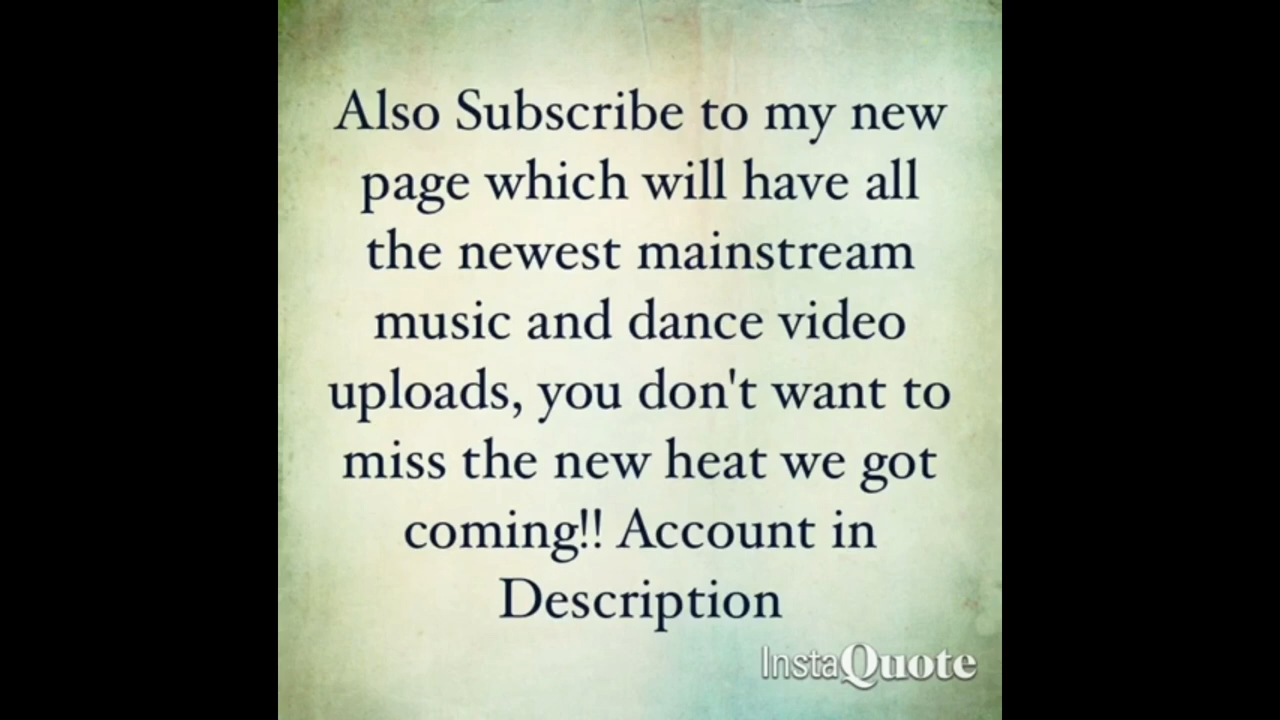 Also Subscribe to my new
page which will have all
the newest mainstream
music and dance video
uploads, you don't want to
miss the new heat we got
coming!! Account in
Description
InstaQuote